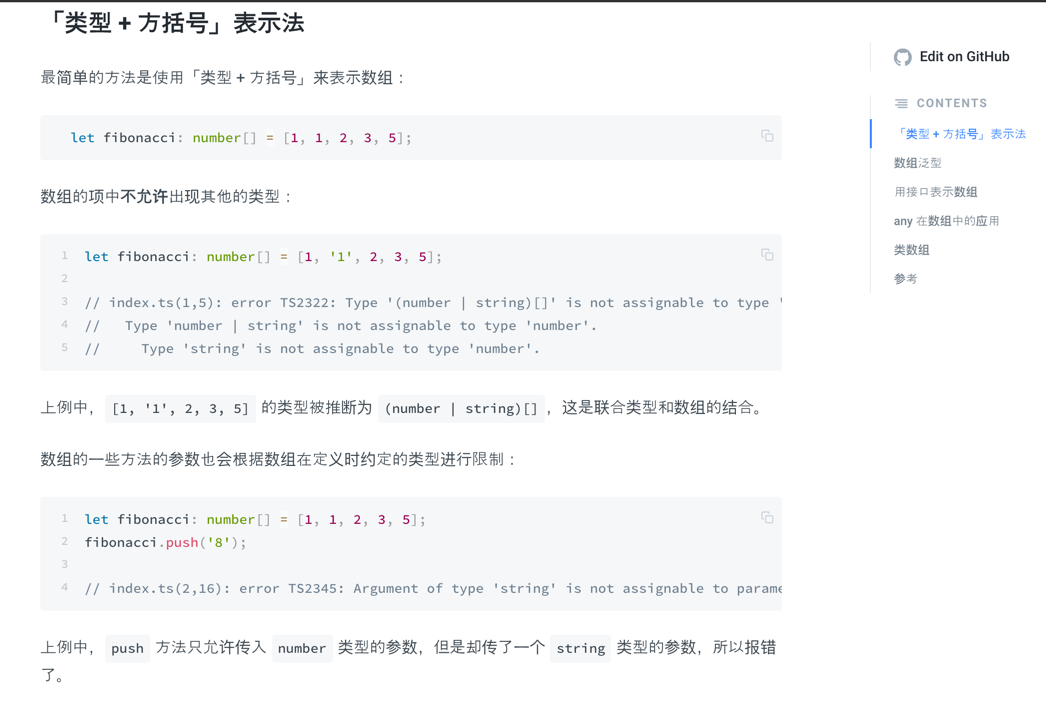 「类型 + 方括号」表示法
最简单的方法是使用「类型 + 方括号」来表示数组：
let fibonacci: number[] = [1, 1, 2, 3, 5];
数组的项中不允许出现其他的类型：
1 let fibonacci: number[] = [1, '1', 2, 3, 5];
2
3 // index.ts(1,5): error TS2322: Type '(number | string)[]' is not assignable to type '
4 //   Type 'number | string' is not assignable to type 'number'.
5 //     Type 'string' is not assignable to type 'number'.
上例中， [1, '1', 2, 3, 5] 的类型被推断为 (number | string)[] ，这是联合类型和数组的结合。
数组的一些方法的参数也会根据数组在定义时约定的类型进行限制：
1 let fibonacci: number[] = [1, 1, 2, 3, 5];
2 fibonacci.push('8');
3
4 // index.ts(2,16): error TS2345: Argument of type 'string' is not assignable to parame
上例中， push 方法只允许传入 number 类型的参数，但是却传了一个 string 类型的参数，所以报错
了。
Edit on GitHub
CONTENTS
「类型 + 方括号」表示法
数组泛型
用接口表示数组
any 在数组中的应用
类数组
参考